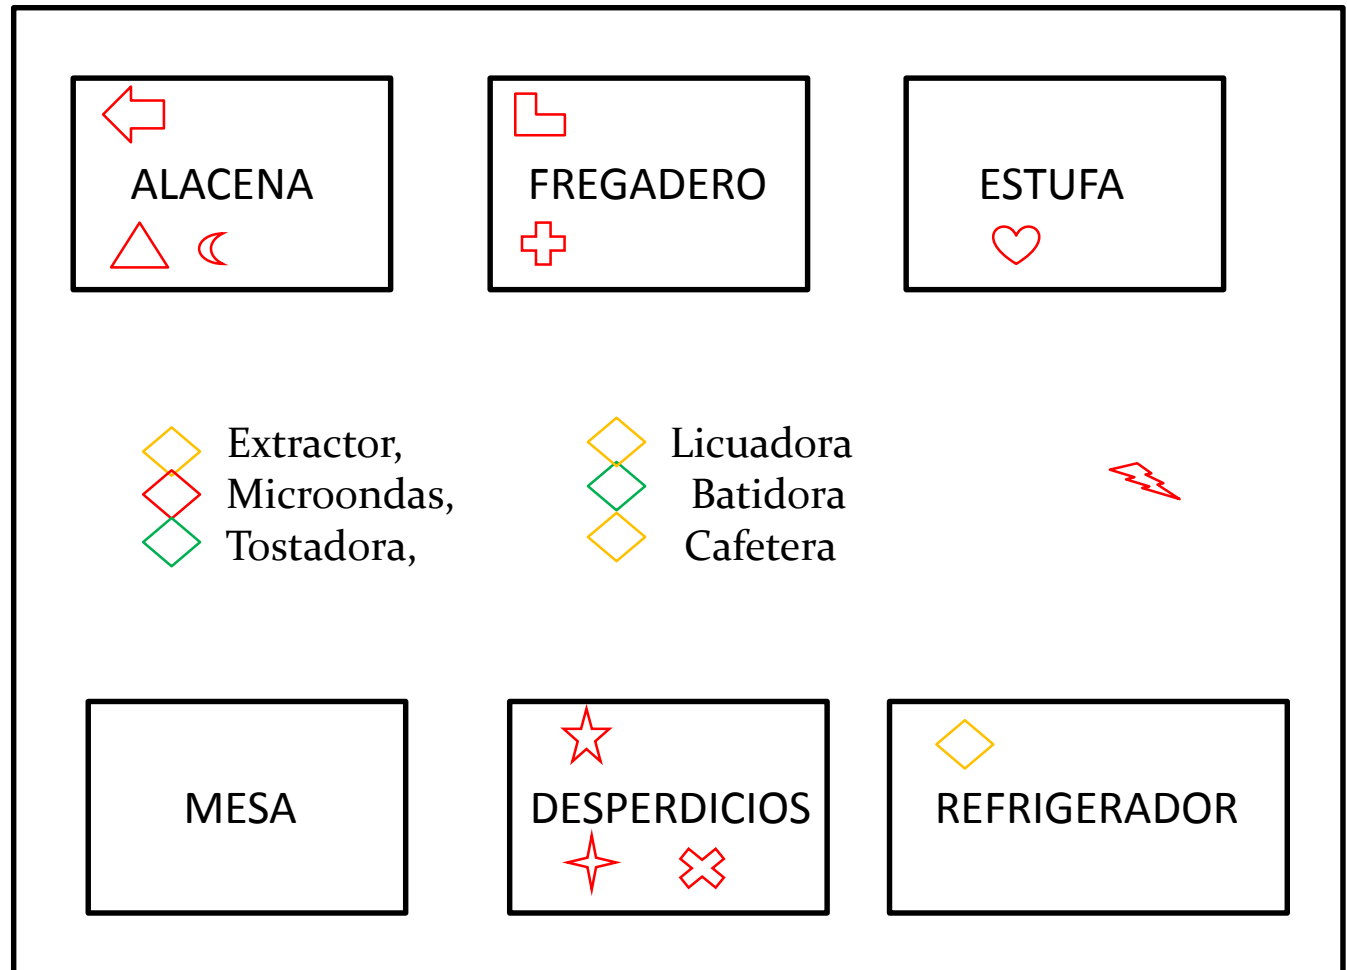 ALACENA
FREGADERO
ESTUFA
Extractor,
Microondas,
Tostadora,
Licuadora
Batidora
Cafetera
MESA
DESPERDICIOS
REFRIGERADOR